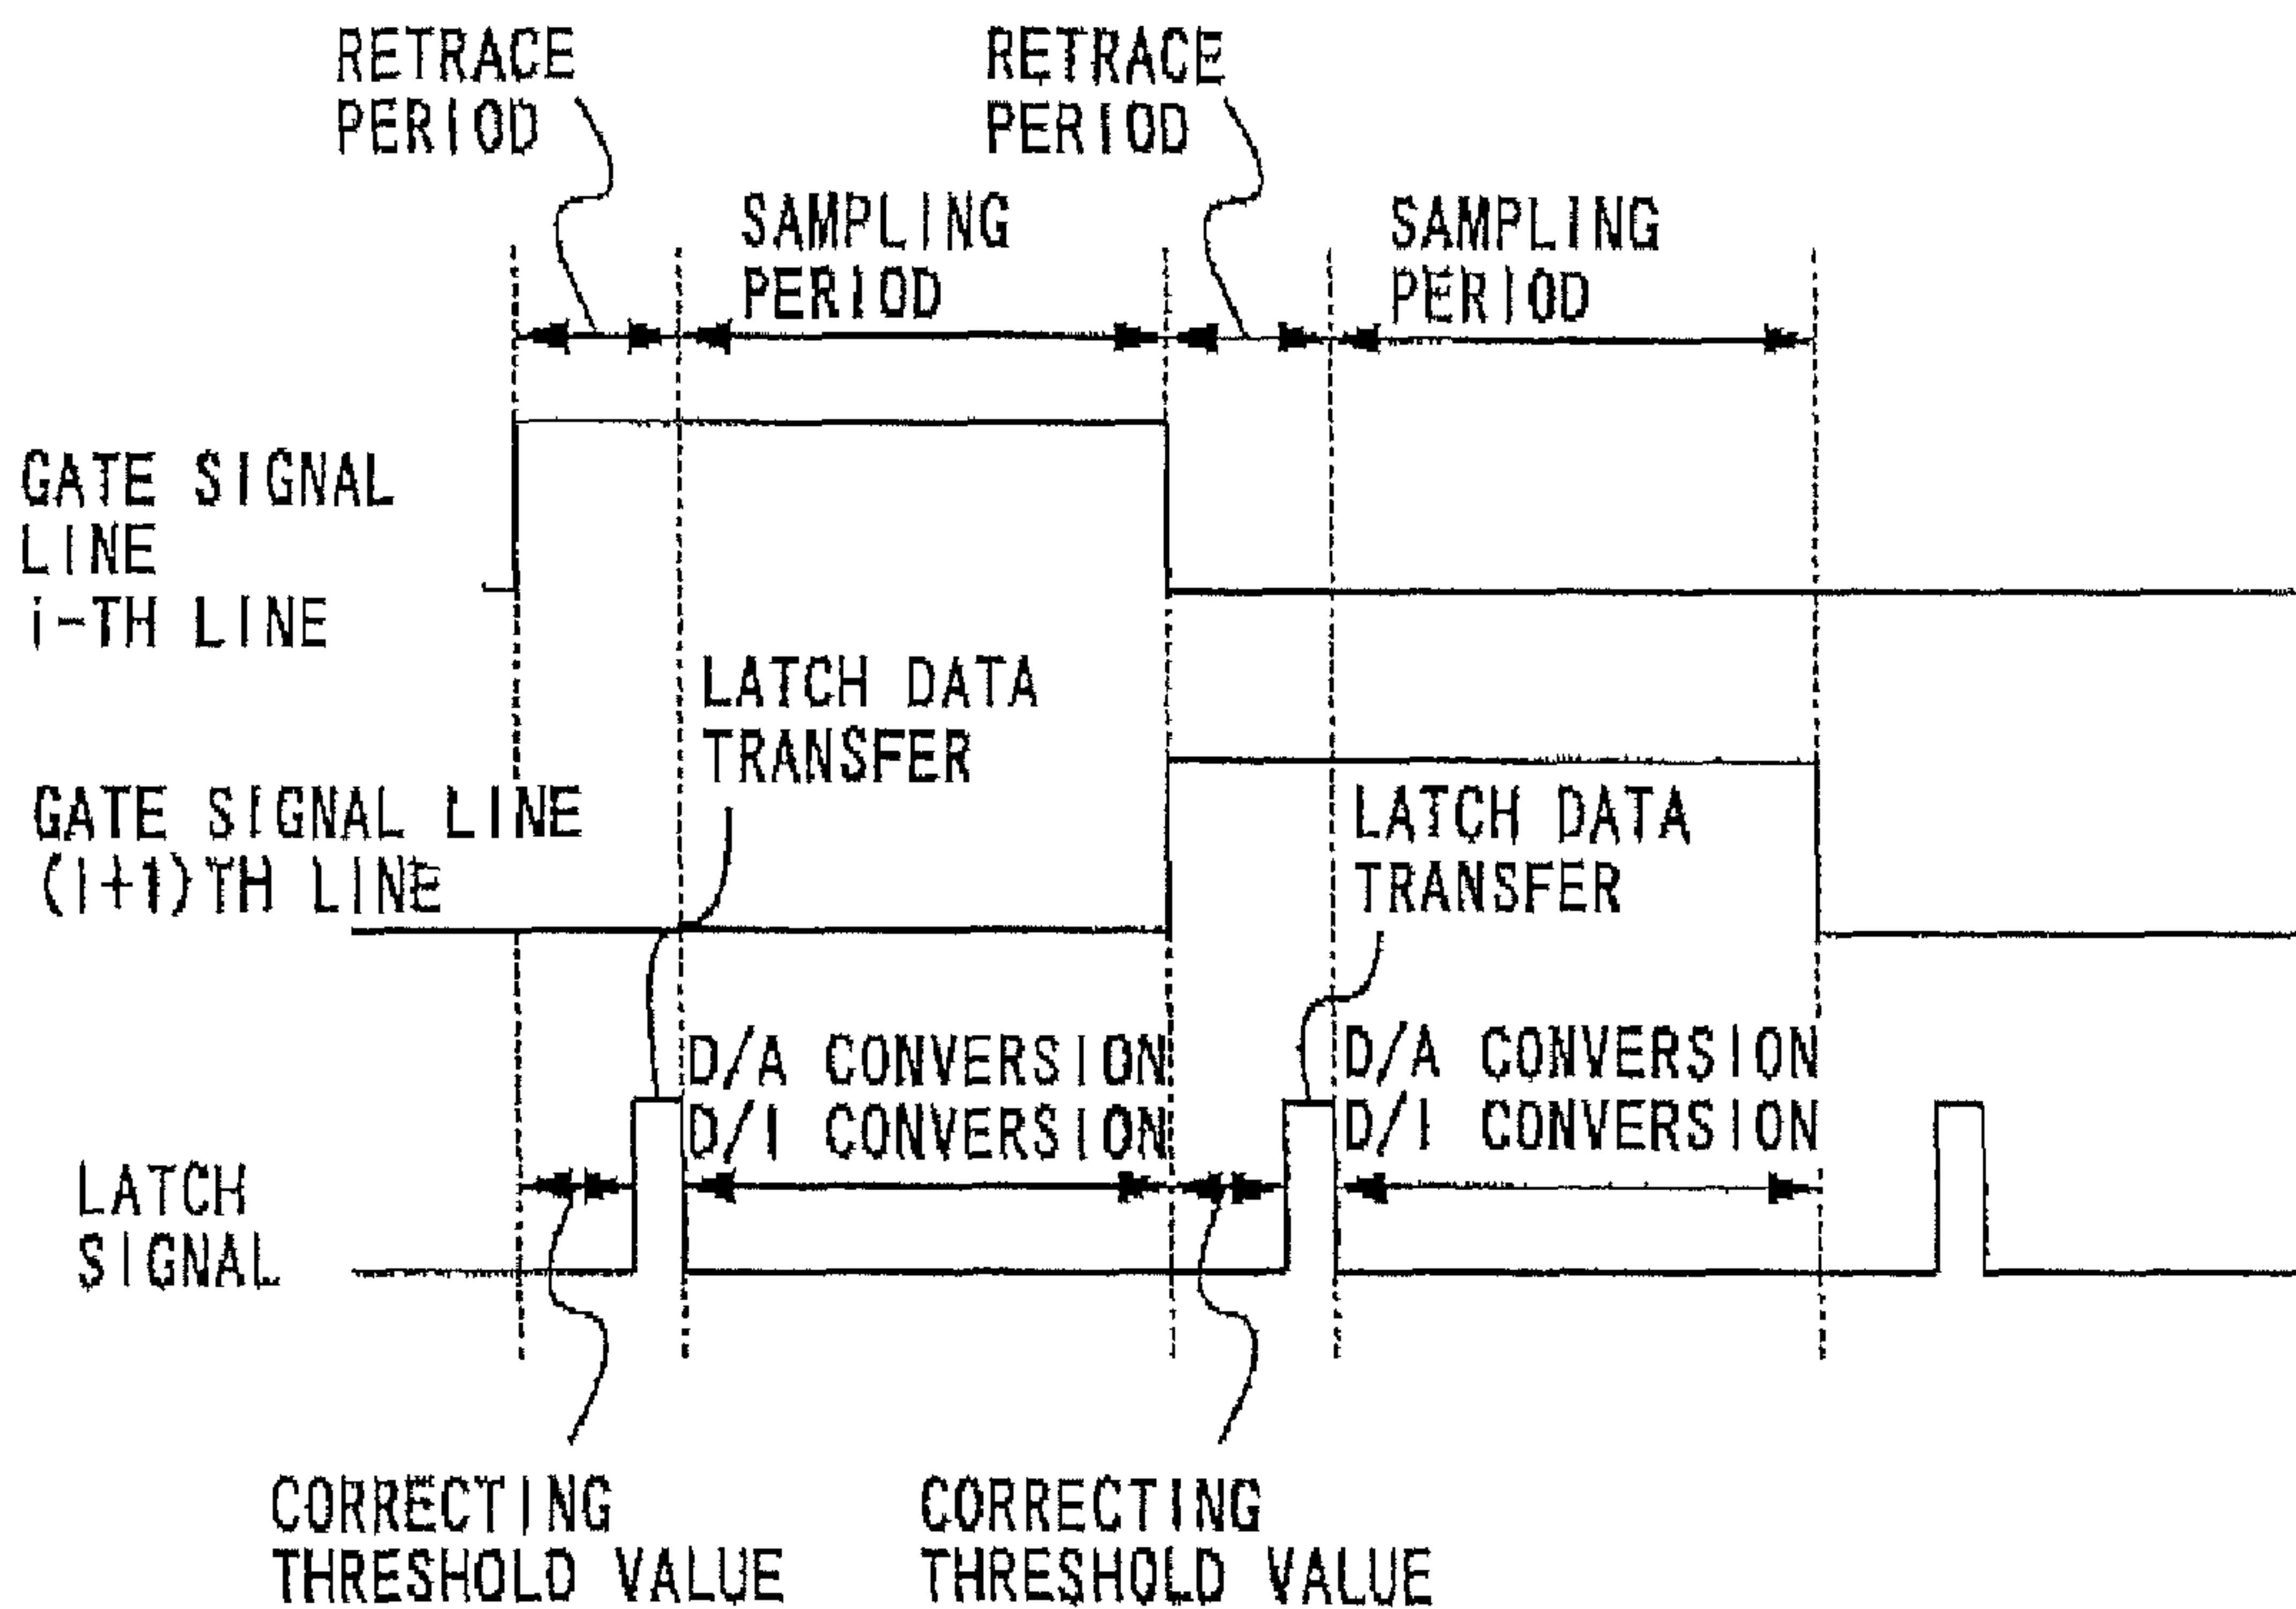 RETRACE
PERIOD
RETRACE
PERIOD
SAMPLING
PERIOD
SAMPLING
PERIOD
GATE SIGNAL
LINE
i-TH LINE
LATCH DATA
TRANSFER
GATE SIGNAL LINE
(i+1)TH LINE
LATCH DATA
TRANSFER
D/A CONVERSION
D/I CONVERSION
D/A CONVERSION
D/I CONVERSION
LATCH
SIGNAL
CORRECTING
THRESHOLD VALUE
CORRECTING
THRESHOLD VALUE